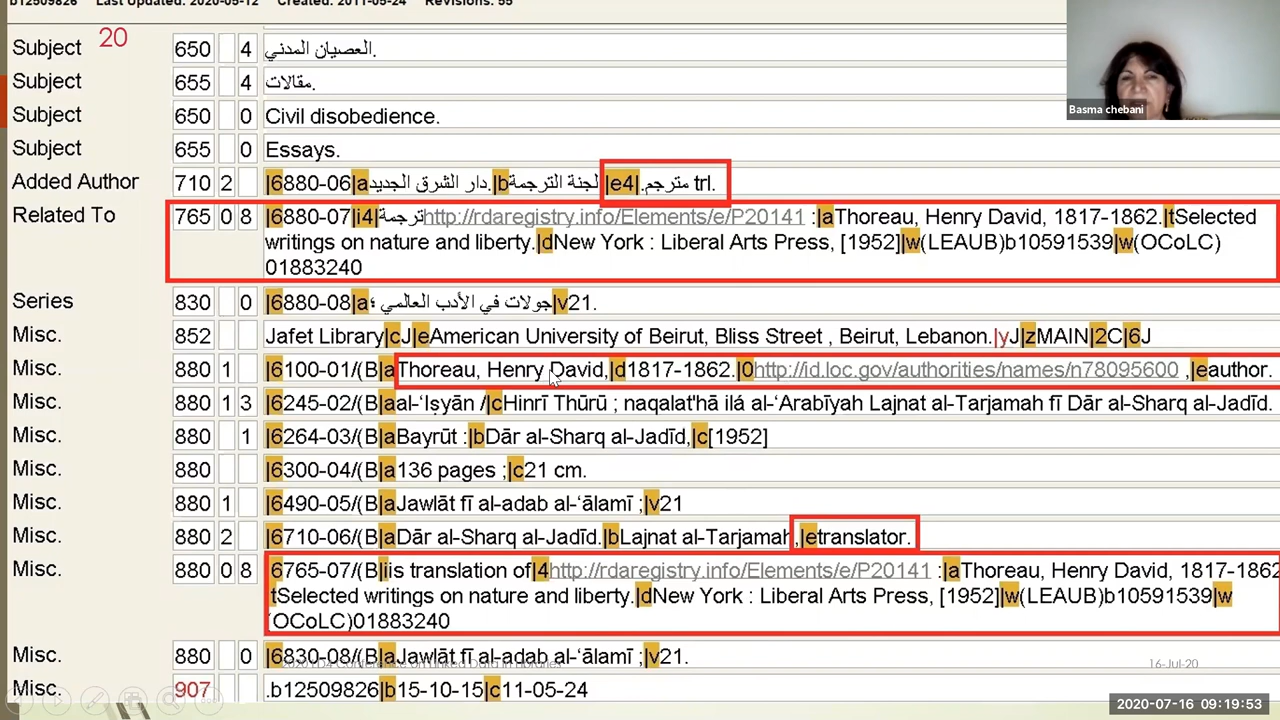 b12509826 Last Updated: 2020-05-12 Created: 2011-05-24 Revisions: 55
20
Basma chebani
Subject 650 4 العصيان المدني.
Subject 655 4 مقالات.
Subject 650 0 Civil disobedience.
Subject 655 0 Essays.
Added Author 710 2 |6880-06|aدار الشرق الجديد.|bلجنة الترجمة|e4|.مترجم trl.
Related To 765 0 8 |6880-07|i4|ترجمةhttp://rdaregistry.info/Elements/e/P20141 :|aThoreau, Henry David, 1817-1862.|tSelected
writings on nature and liberty.|dNew York : Liberal Arts Press, [1952]|w(LEAUB)b10591539|w(OCoLC)
01883240
Series 830 0 |6880-08|aجولات في الأدب العالمي ؛|v21.
Misc. 852 Jafet Library|cJ|eAmerican University of Beirut, Bliss Street , Beirut, Lebanon.|yJ|zMAIN|2C|6J
Misc. 880 1 |6100-01/(B|aThoreau, Henry David,|d1817-1862.|0http://id.loc.gov/authorities/names/n78095600 ,|eauthor.
Misc. 880 1 3 |6245-02/(B|aal-ʻIṣyān /|cHinrī Thūrū ; naqalat'hā ilá al-ʻArabīyah Lajnat al-Tarjamah fī Dār al-Sharq al-Jadīd.
Misc. 880 1 |6264-03/(B|aBayrūt :|bDār al-Sharq al-Jadīd,|c[1952]
Misc. 880 |6300-04/(B|a136 pages ;|c21 cm.
Misc. 880 1 |6490-05/(B|aJawlāt fī al-adab al-ʻālamī ;|v21
Misc. 880 2 |6710-06/(B|aDār al-Sharq al-Jadīd.|bLajnat al-Tarjamah,|etranslator.
Misc. 880 0 8 6765-07/(B|iis translation of|4http://rdaregistry.info/Elements/e/P20141 :|aThoreau, Henry David, 1817-1862
tSelected writings on nature and liberty.|dNew York : Liberal Arts Press, [1952]|w(LEAUB)b10591539|w
(OCoLC)01883240
Misc. 880 0 |6830-08/(B|aJawlāt fī al-adab al-ʻālamī ;|v21.
16-Jul-20
Misc. 907 .b12509826|b15-10-15|c11-05-24
2020-07-16 09:19:53